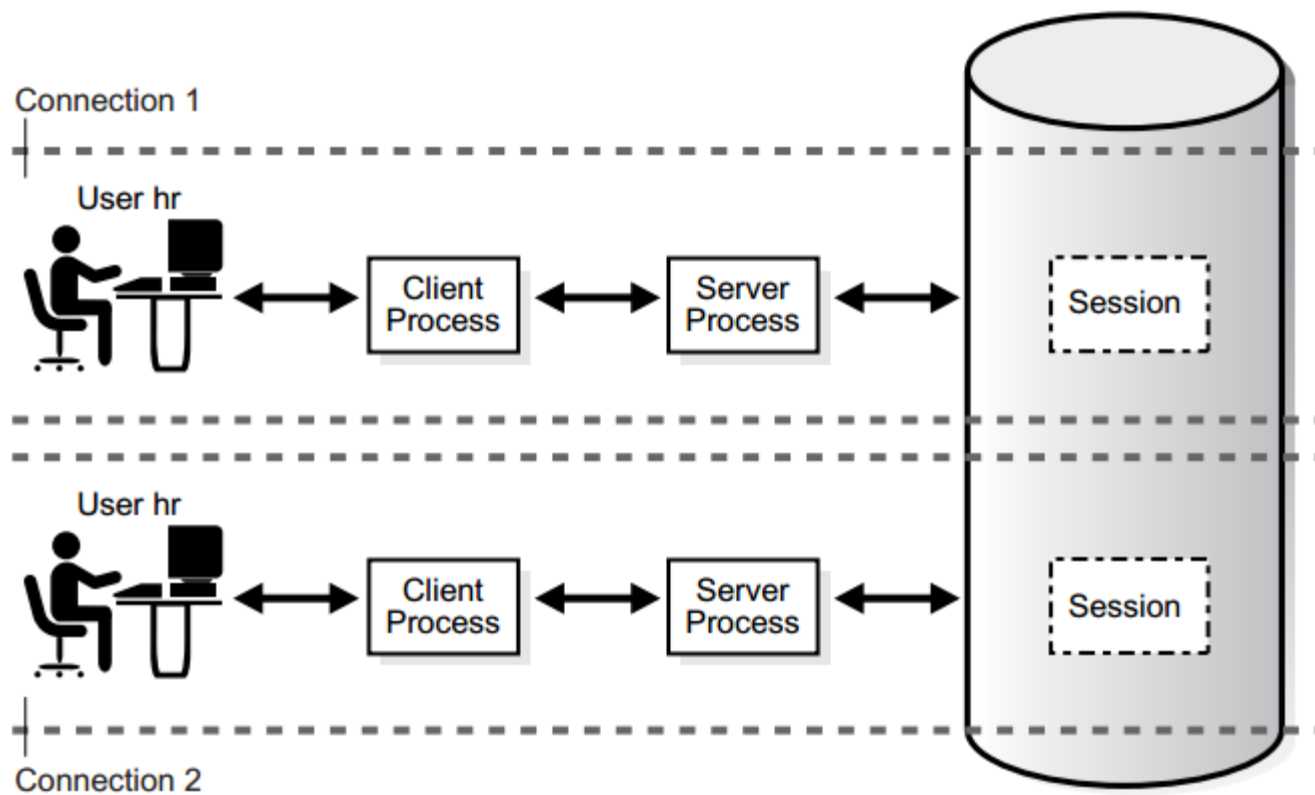 Connection 1
User hr
Client
Process
Server
Process
Session
User hr
Client
Process
Server
Process
Session
Connection 2